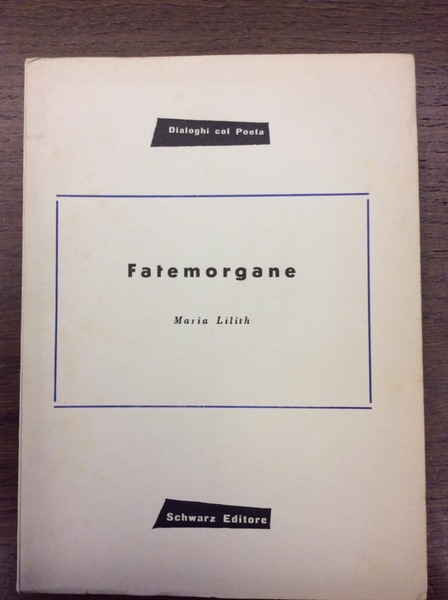 Dialoghi col Poeta
Fatemorgane
Maria Lilith
Schwarz Editore